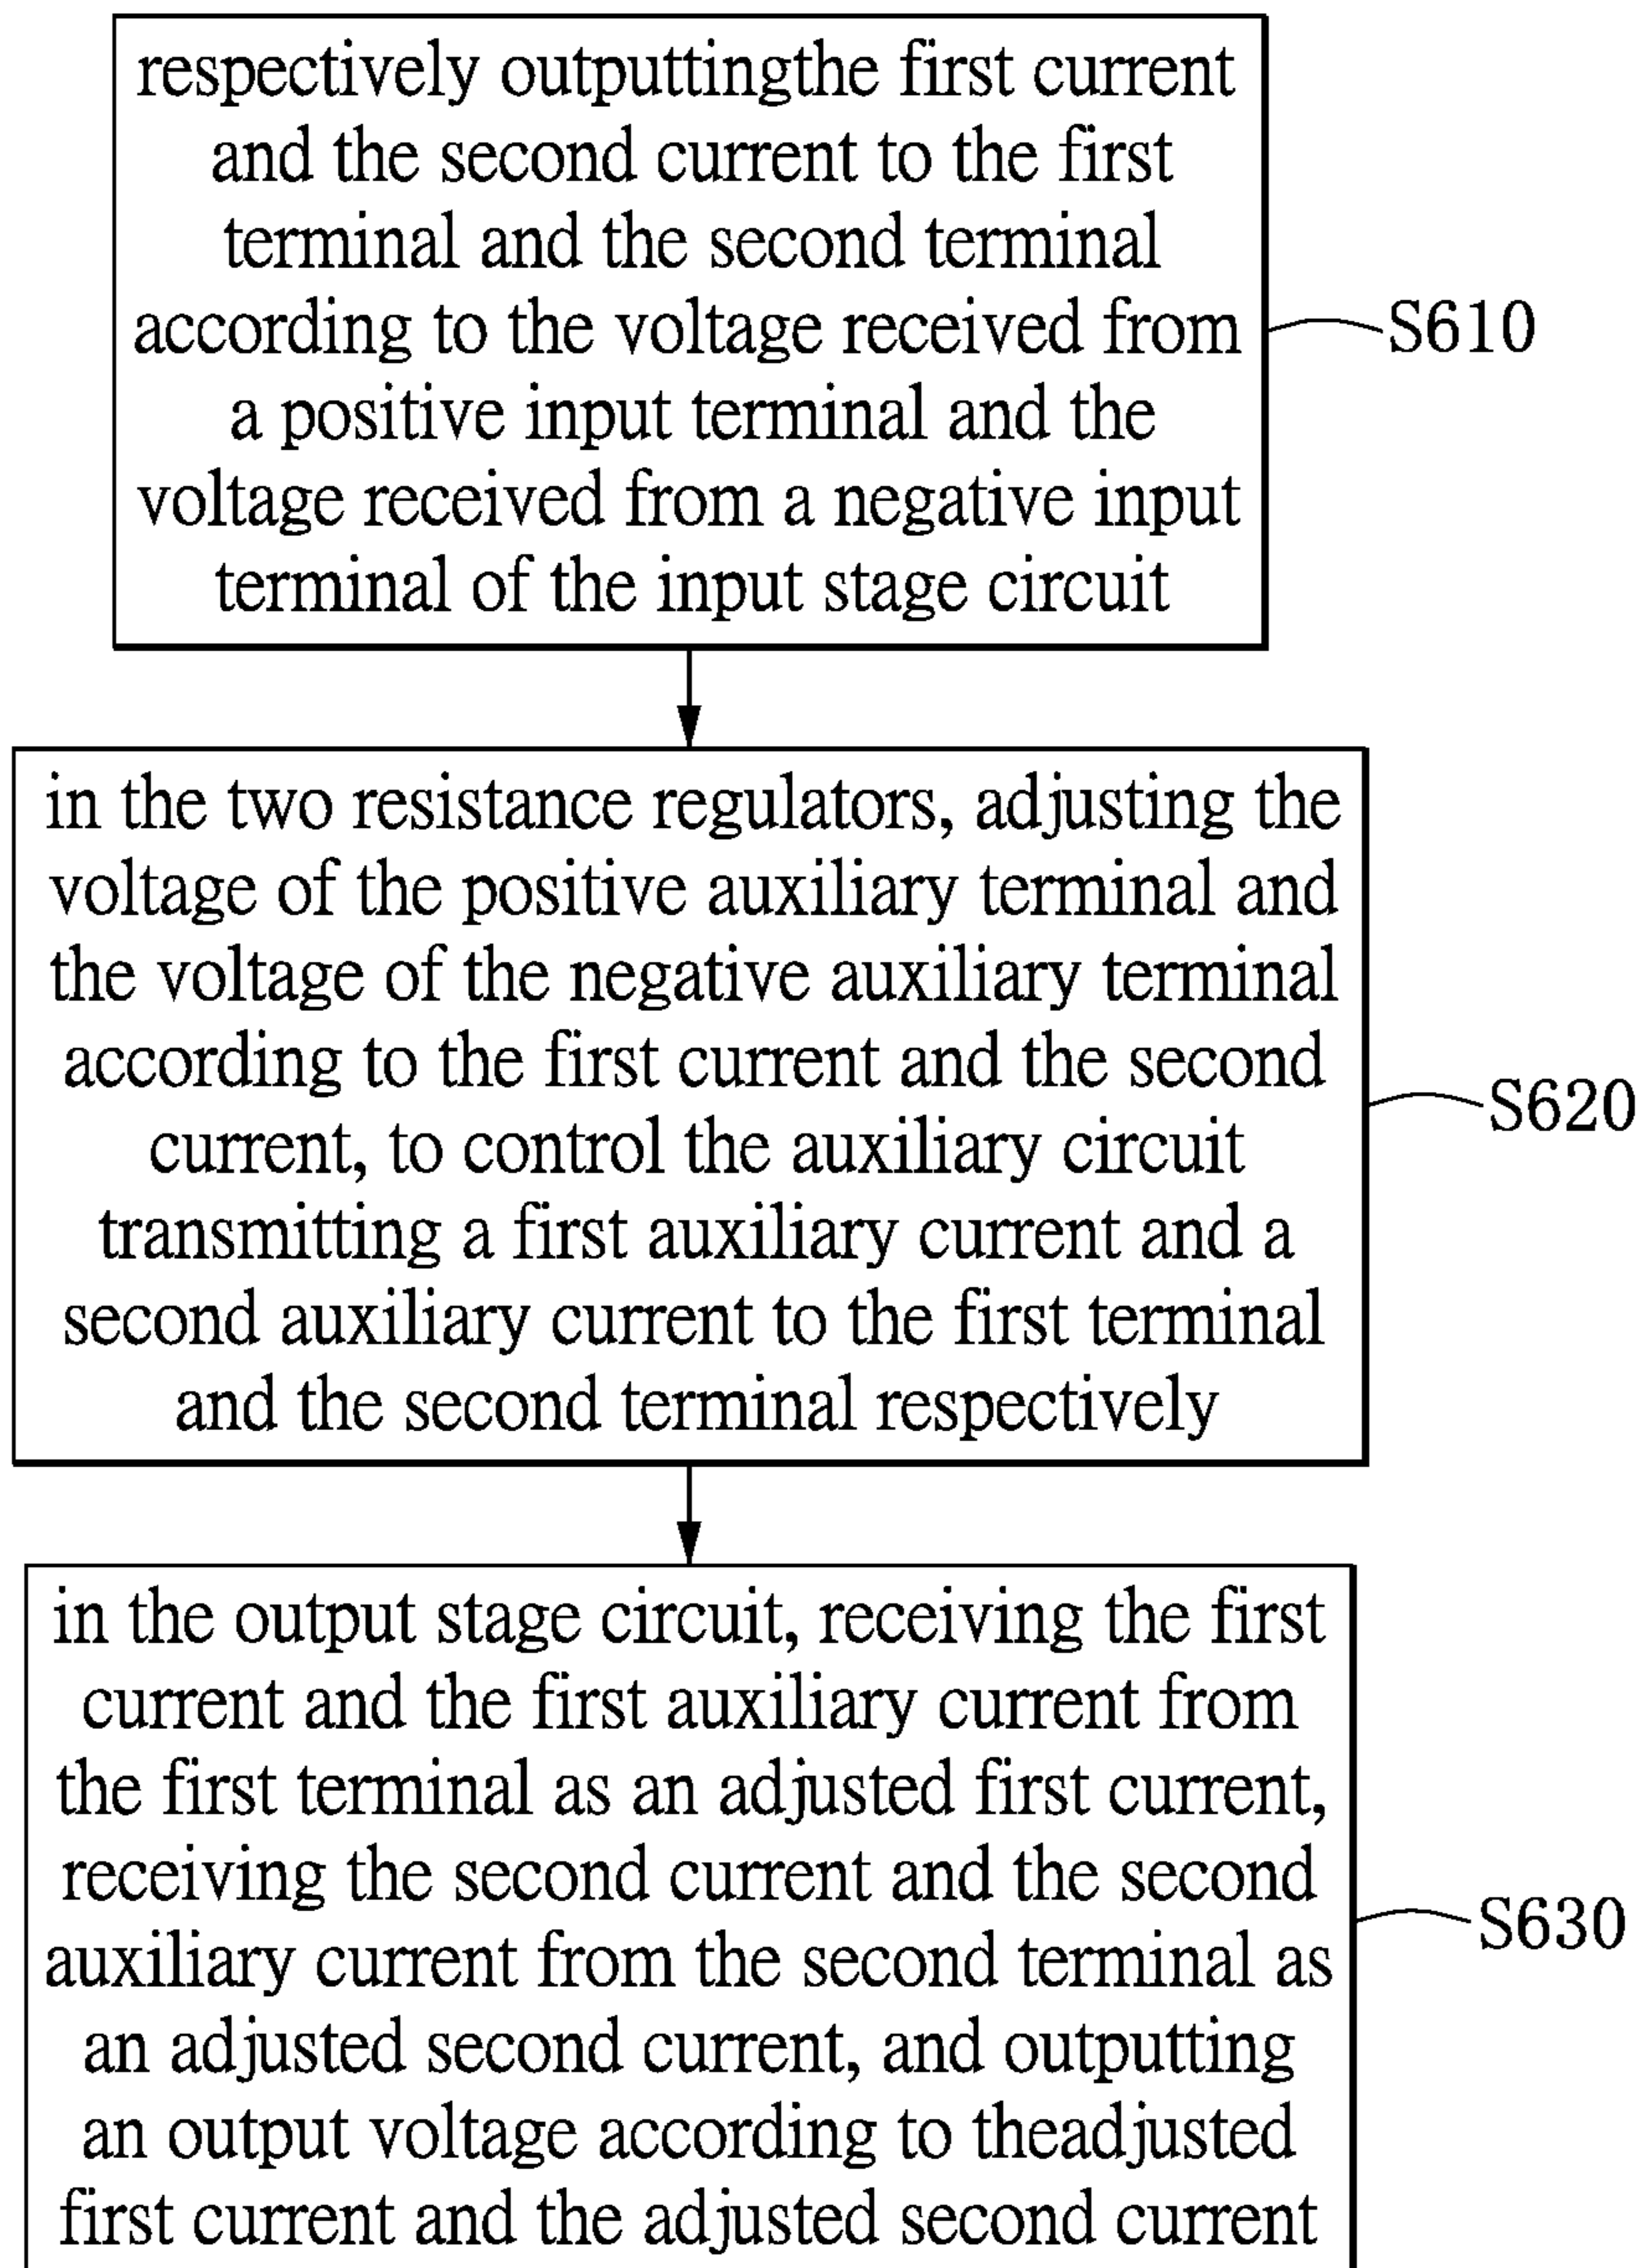 respectively outputtingthe first current
and the second current to the first
terminal and the second terminal
according to the voltage received from
a positive input terminal and the
voltage received from a negative input
terminal of the input stage circuit
S610
in the two resistance regulators, adjusting the
voltage of the positive auxiliary terminal and
the voltage of the negative auxiliary terminal
according to the first current and the second
current, to control the auxiliary circuit
transmitting a first auxiliary current and a
second auxiliary current to the first terminal
and the second terminal respectively
S620
in the output stage circuit, receiving the first
current and the first auxiliary current from
the first terminal as an adjusted first current,
receiving the second current and the second
auxiliary current from the second terminal as
an adjusted second current, and outputting
an output voltage according to theadjusted
first current and the adjusted second current
S630